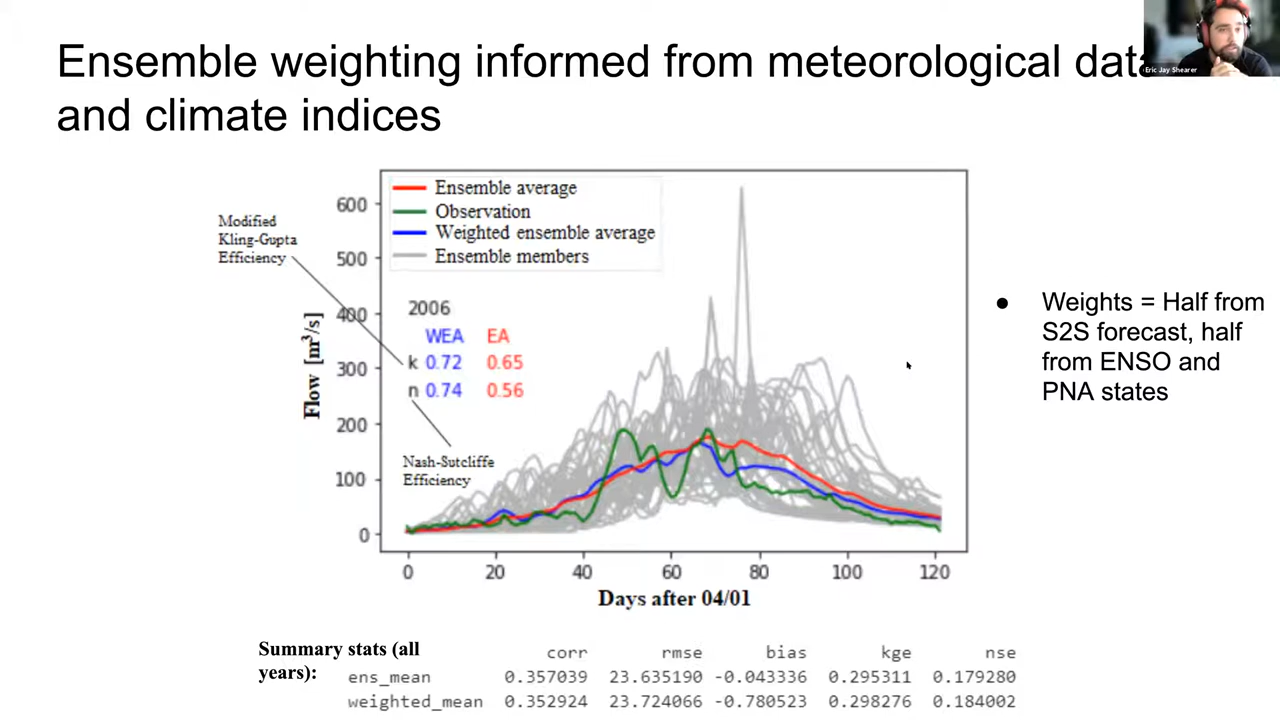 Ensemble weighting informed from meteorological data
and climate indices
Eric Jay Shearer
Modified
Kling-Gupta
Efficiency
Ensemble average
Observation
Weighted ensemble average
Ensemble members
2006
WEA EA
k 0.72 0.65
n 0.74 0.56
Nash-Sutcliffe
Efficiency
Flow [m³/s]
600
500
400
300
200
100
0
0 20 40 60 80 100 120
Days after 04/01
● Weights = Half from
S2S forecast, half
from ENSO and
PNA states
Summary stats (all
years):
corr rmse bias kge nse
ens_mean 0.357039 23.635190 -0.043336 0.295311 0.179280
weighted_mean 0.352924 23.724066 -0.780523 0.298276 0.184002